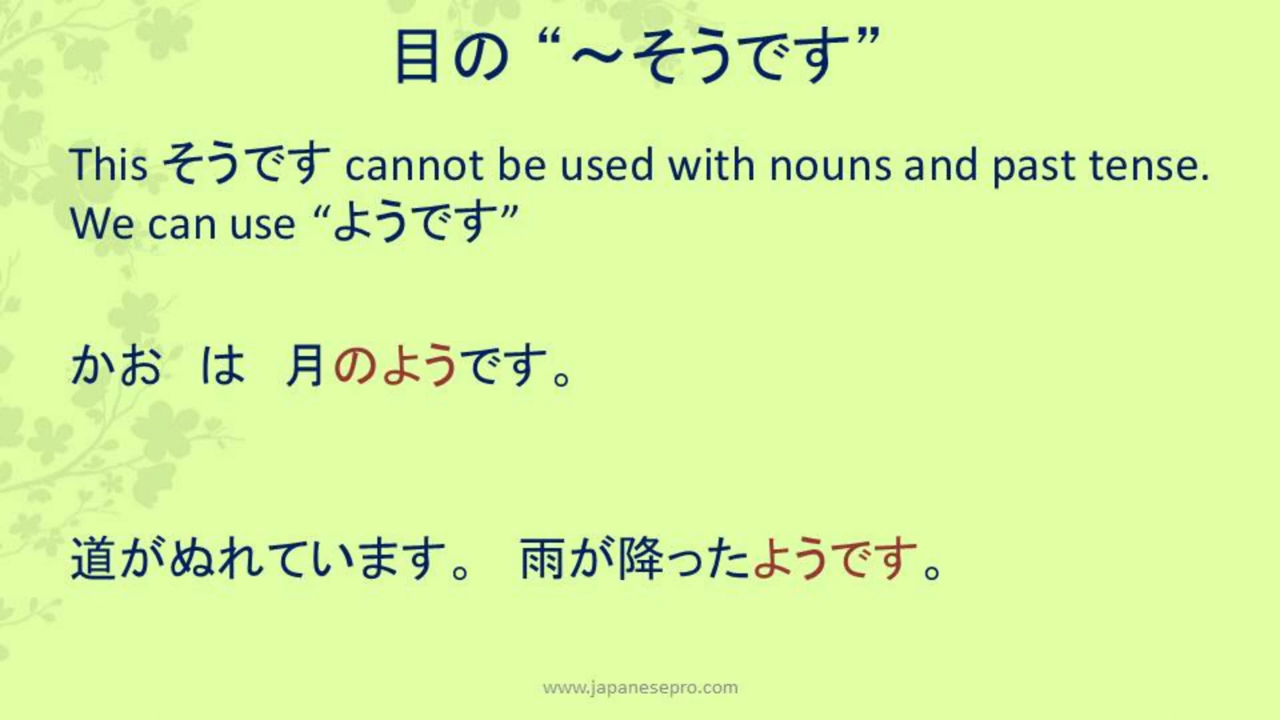 目の “～そうです”
This そうです cannot be used with nouns and past tense.
We can use “ようです”
かお　は　月のようです。
道がぬれています。　雨が降ったようです。
www.japanesepro.com